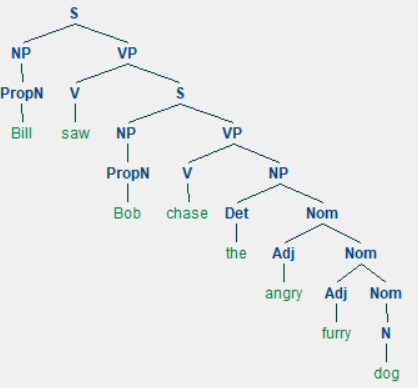 S
NP VP
PropN V S
Bill saw NP VP
PropN V NP
Bob chase Det Nom
the Adj Nom
angry Adj Nom
furry N
dog